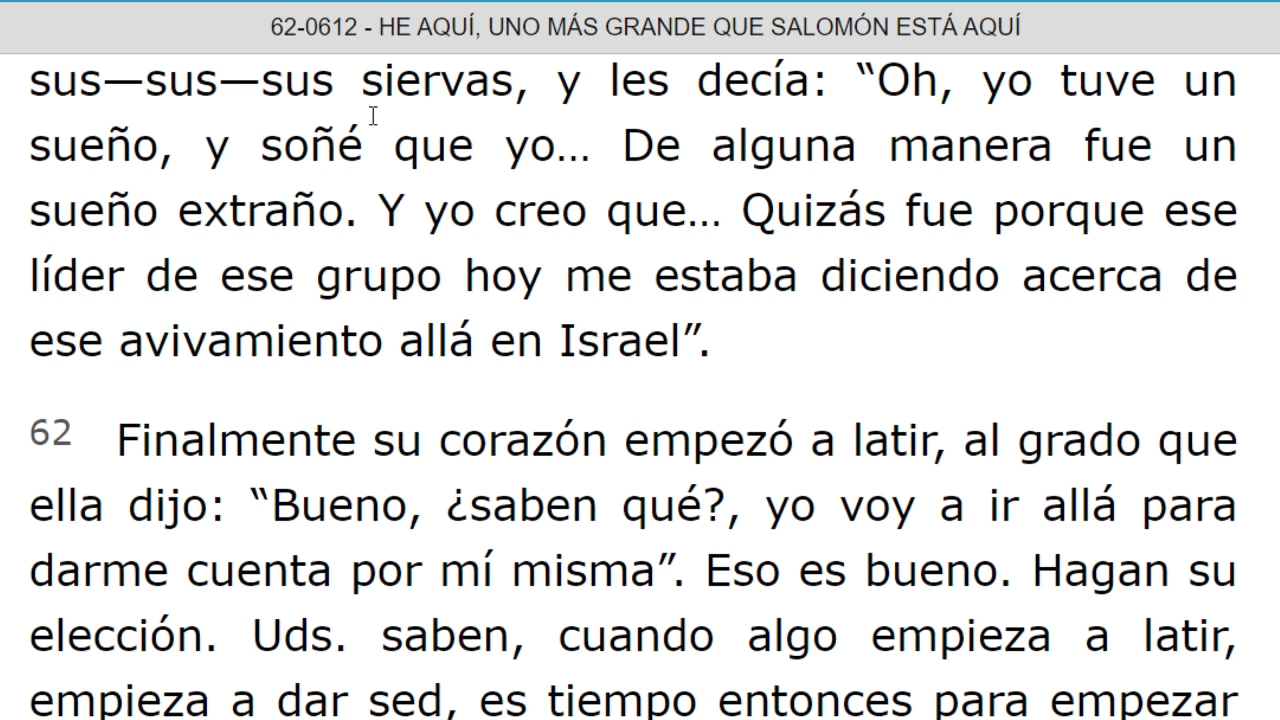 62-0612 - HE AQUÍ, UNO MÁS GRANDE QUE SALOMÓN ESTÁ AQUÍ
sus—sus—sus siervas, y les decía: “Oh, yo tuve un
sueño, y soñé que yo... De alguna manera fue un
sueño extraño. Y yo creo que... Quizás fue porque ese
líder de ese grupo hoy me estaba diciendo acerca de
ese avivamiento allá en Israel”.
62 Finalmente su corazón empezó a latir, al grado que
ella dijo: “Bueno, ¿saben qué?, yo voy a ir allá para
darme cuenta por mí misma”. Eso es bueno. Hagan su
elección. Uds. saben, cuando algo empieza a latir,
empieza a dar sed, es tiempo entonces para empezar